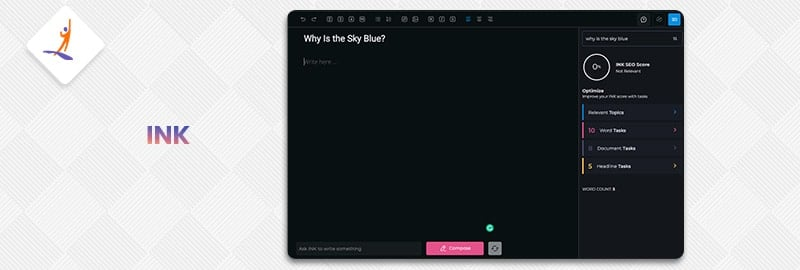 INK
Why Is the Sky Blue?
Write here ...
Ask INK to write something
Compose
why is the sky blue
0%
INK SEO Score
Not Relevant
Optimize
Improve your INK score with tasks
Relevant Topics
10 Word Tasks
8 Document Tasks
5 Headline Tasks
WORD COUNT 5